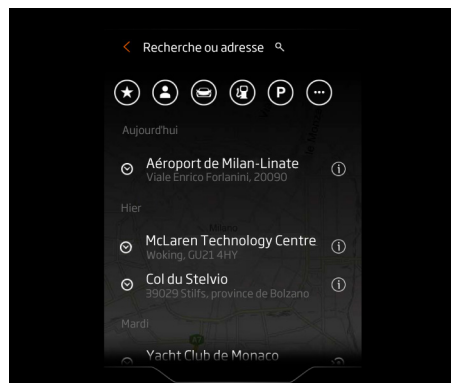 Recherche ou adresse
P
Aujourd'hui
Aéroport de Milan-Linate
Viale Enrico Forlanini, 20090
Hier
Milano
McLaren Technology Centre
Woking, GU21 4HY
Col du Stelvio
39029 Stilfs, province de Bolzano
Mardi
Yacht Club de Monaco